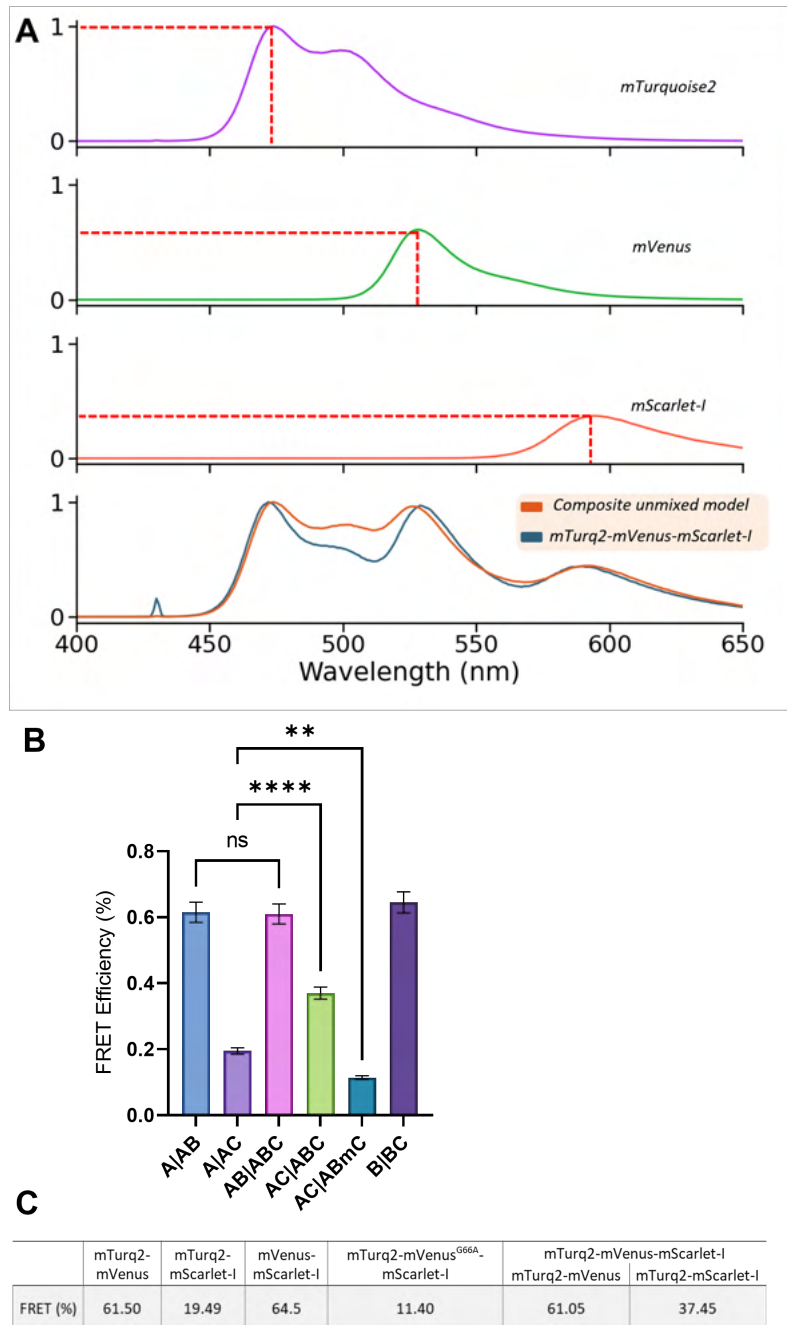 A
1
0
mTurquoise2
1
0
mVenus
1
0
mScarlet-I
1
0
Composite unmixed model
mTurq2-mVenus-mScarlet-I
400 450 500 550 600 650
Wavelength (nm)
B
**
****
ns
0.8
0.6
0.4
0.2
0.0
FRET Efficiency (%)
A|AB A|AC AB|ABC AC|ABC AC|ABmC B|BC
C
mTurq2-mVenus mTurq2-mScarlet-I mVenus-mScarlet-I mTurq2-mVenusG66A-mScarlet-I mTurq2-mVenus-mScarlet-I
mTurq2-mVenus mTurq2-mScarlet-I
FRET (%) 61.50 19.49 64.5 11.40 61.05 37.45